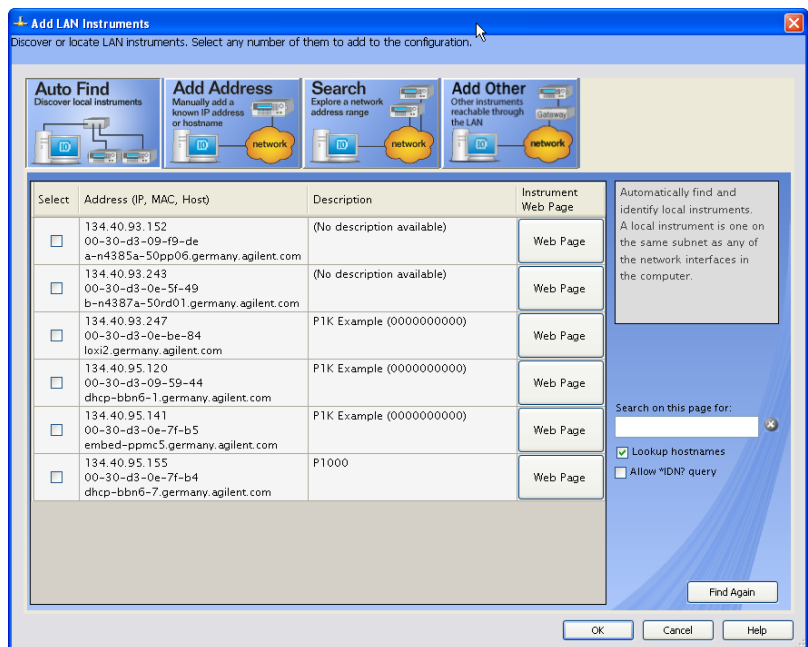 Add LAN Instruments
Discover or locate LAN instruments. Select any number of them to add to the configuration.
Auto Find
Discover local instruments
IO
Add Address
Manually add a
known IP address
or hostname
IO
network
Search
Explore a network
address range
IO
network
Add Other
Other instruments
reachable through
the LAN
Gateway
IO
network
Select Address (IP, MAC, Host) Description Instrument
Web Page
134.40.93.152 (No description available)
00-30-d3-09-f9-de Web Page
a-n4385a-50pp06.germany.agilent.com
134.40.93.243 (No description available)
00-30-d3-0e-5f-49 Web Page
b-n4387a-50rd01.germany.agilent.com
134.40.93.247 P1K Example (0000000000)
00-30-d3-0e-be-84 Web Page
loxi2.germany.agilent.com
134.40.95.120 P1K Example (0000000000)
00-30-d3-09-59-44 Web Page
dhcp-bbn6-1.germany.agilent.com
134.40.95.141 P1K Example (0000000000)
00-30-d3-0e-7f-b5 Web Page
embed-ppmc5.germany.agilent.com
134.40.95.155 P1000
00-30-d3-0e-7f-b4 Web Page
dhcp-bbn6-7.germany.agilent.com
Automatically find and
identify local instruments.
A local instrument is one on
the same subnet as any of
the network interfaces in
the computer.
Search on this page for:
Lookup hostnames
Allow *IDN? query
Find Again
OK Cancel Help